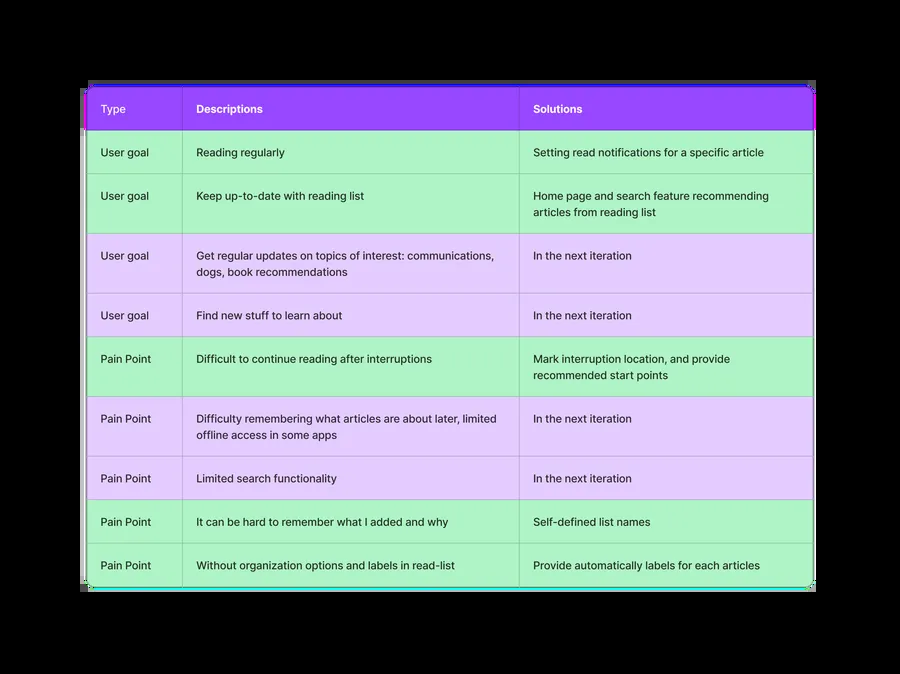 Type Descriptions Solutions
User goal Reading regularly Setting read notifications for a specific article
User goal Keep up-to-date with reading list Home page and search feature recommending
articles from reading list
User goal Get regular updates on topics of interest: communications, In the next iteration
dogs, book recommendations
User goal Find new stuff to learn about In the next iteration
Pain Point Difficult to continue reading after interruptions Mark interruption location, and provide
recommended start points
Pain Point Difficulty remembering what articles are about later, limited In the next iteration
offline access in some apps
Pain Point Limited search functionality In the next iteration
Pain Point It can be hard to remember what I added and why Self-defined list names
Pain Point Without organization options and labels in read-list Provide automatically labels for each articles